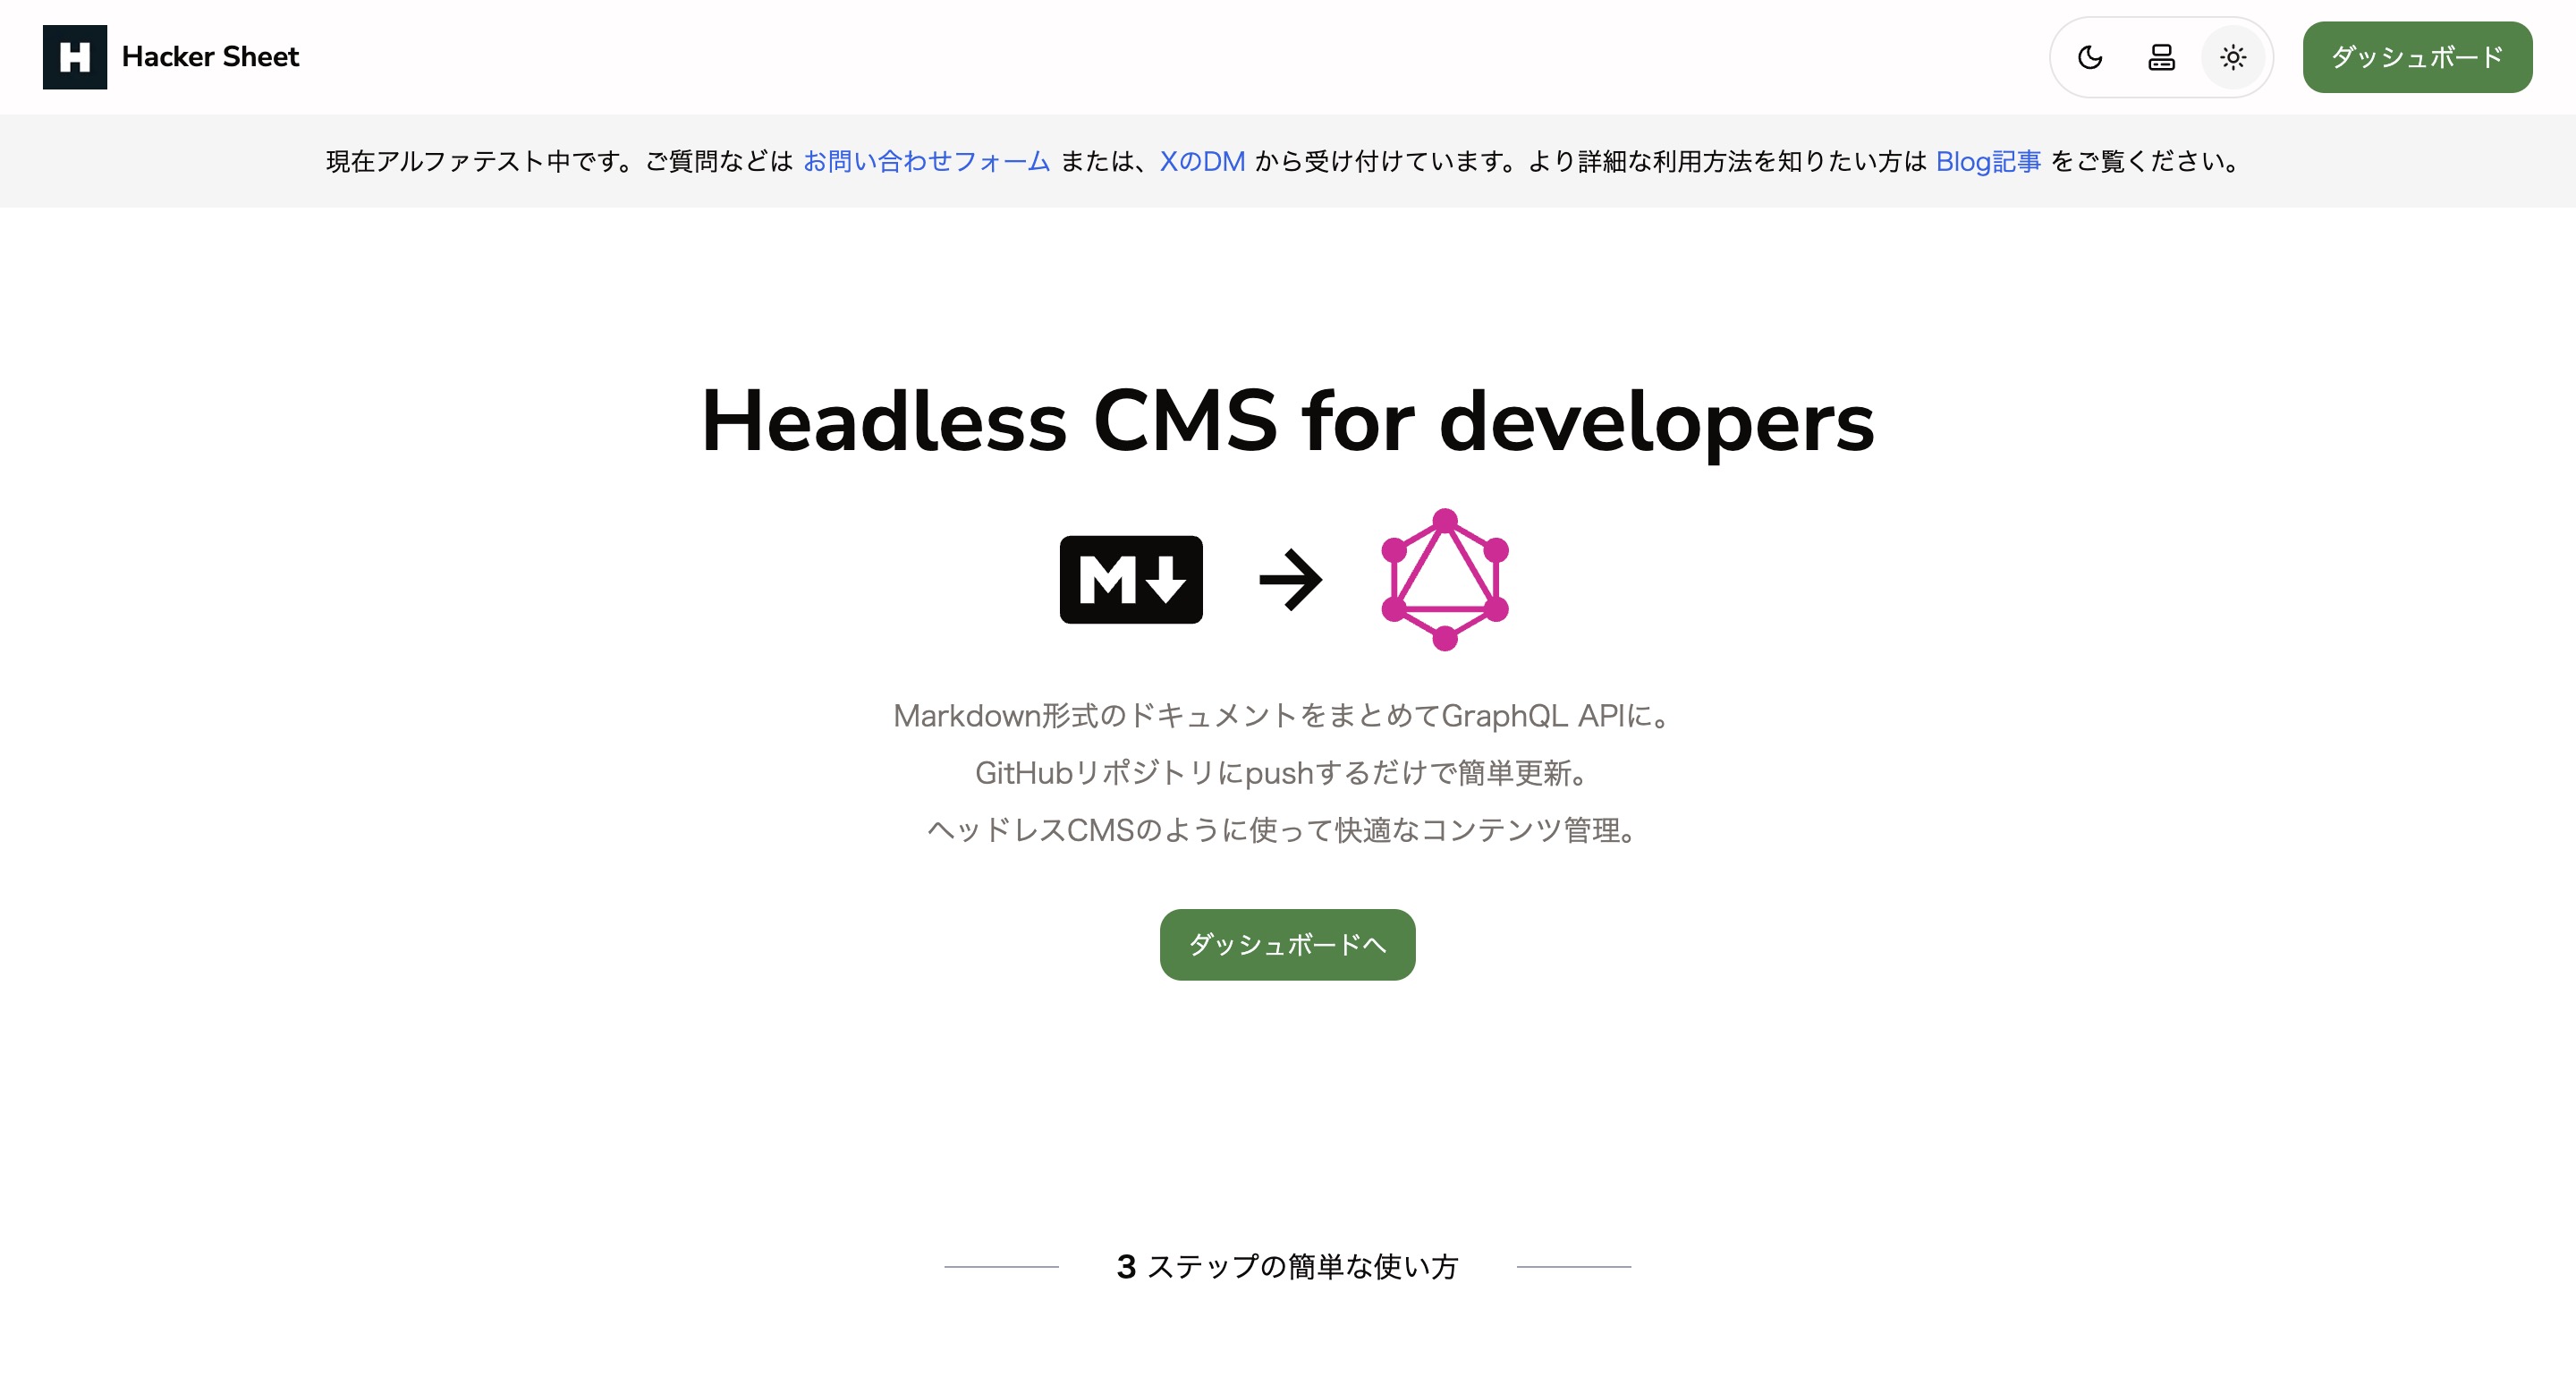 H Hacker Sheet
ダッシュボード
現在アルファテスト中です。ご質問などは お問い合わせフォーム または、XのDM から受け付けています。より詳細な利用方法を知りたい方は Blog記事 をご覧ください。
Headless CMS for developers
M
Markdown形式のドキュメントをまとめてGraphQL APIに。
GitHubリポジトリにpushするだけで簡単更新。
ヘッドレスCMSのように使って快適なコンテンツ管理。
ダッシュボードへ
3 ステップの簡単な使い方